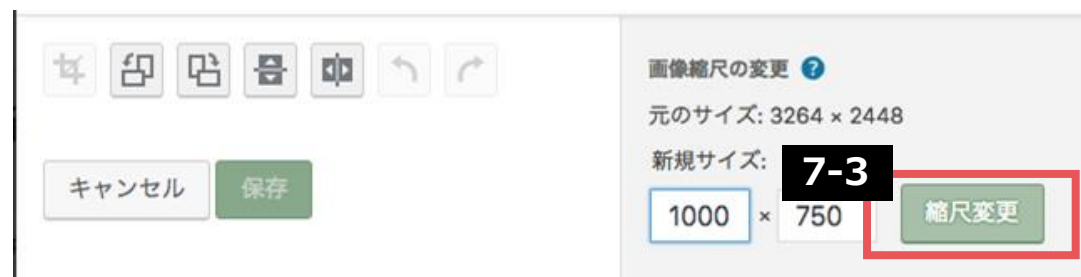 画像縮尺の変更 ?
元のサイズ: 3264 × 2448
新規サイズ:
7-3
キャンセル 保存
1000 × 750 縮尺変更